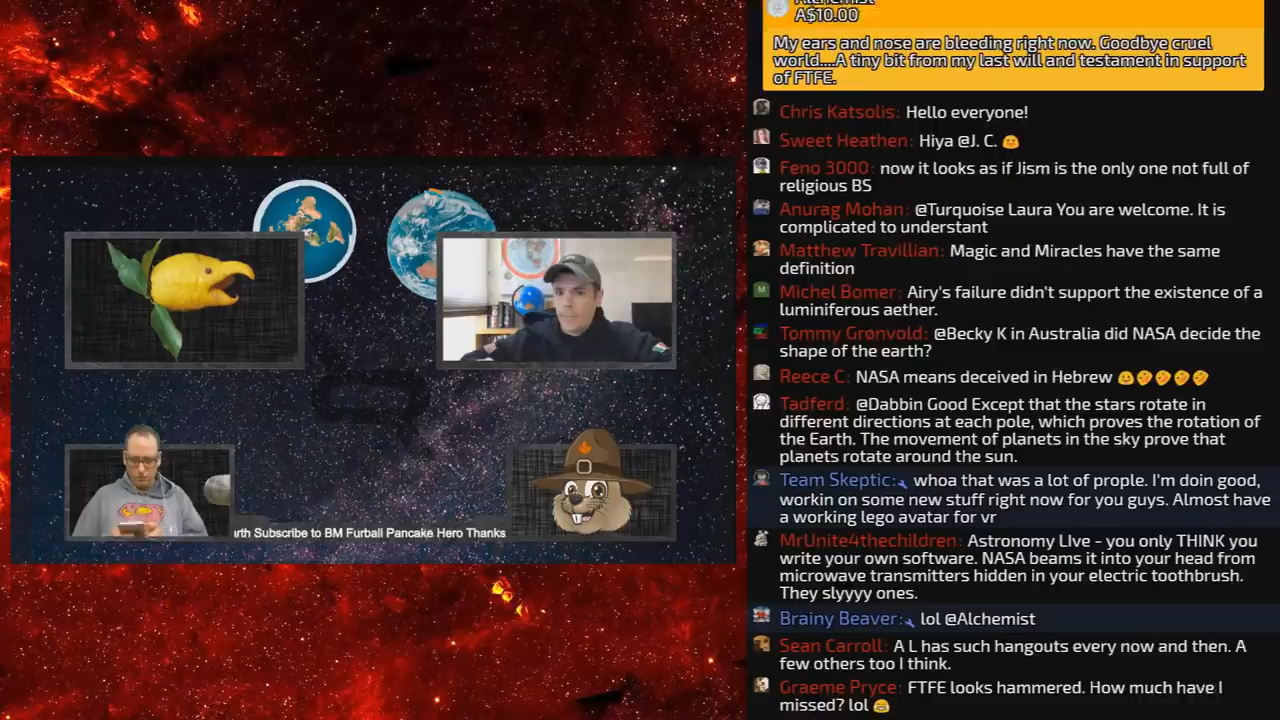 Alchemist
A$10.00
My ears and nose are bleeding right now. Goodbye cruel
world....A tiny bit from my last will and testament in support
of FTFE.
Chris Katsolis: Hello everyone!
Sweet Heathen: Hiya @J. C.
Feno 3000: now it looks as if Jism is the only one not full of
religious BS
Anurag Mohan: @Turquoise Laura You are welcome. It is
complicated to understant
Matthew Travillian: Magic and Miracles have the same
definition
M
Michel Bomer: Airy's failure didn't support the existence of a
luminiferous aether.
Tommy Grønvold: @Becky K in Australia did NASA decide the
shape of the earth?
Reece C: NASA means deceived in Hebrew
Tadferd: @Dabbin Good Except that the stars rotate in
different directions at each pole, which proves the rotation of
the Earth. The movement of planets in the sky prove that
planets rotate around the sun.
Team Skeptic: whoa that was a lot of prople. I'm doin good,
workin on some new stuff right now for you guys. Almost have
a working lego avatar for vr
MrUnite4thechildren: Astronomy LIve - you only THINK you
write your own software. NASA beams it into your head from
microwave transmitters hidden in your electric toothbrush.
They slyyyy ones.
Brainy Beaver: lol @Alchemist
Sean Carroll: A L has such hangouts every now and then. A
few others too I think.
Graeme Pryce: FTFE looks hammered. How much have I
missed? lol
rth Subscribe to BM Furball Pancake Hero Thanks